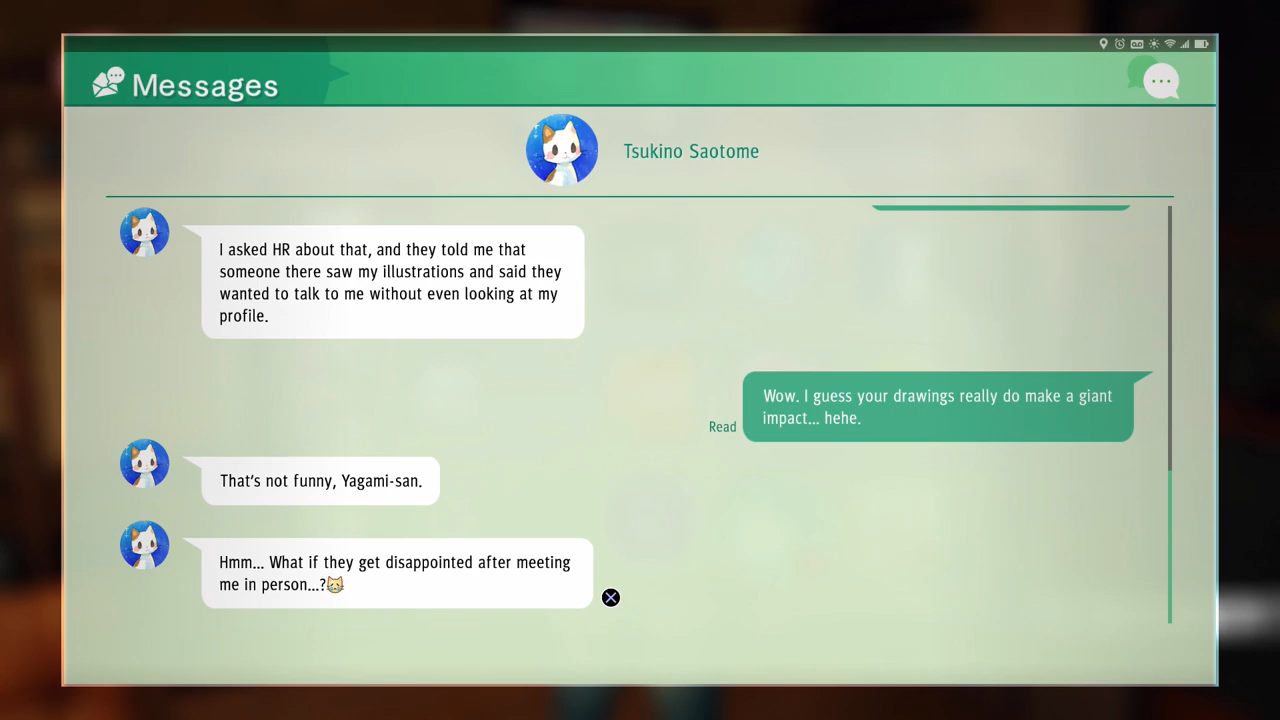 Messages
Tsukino Saotome
I asked HR about that, and they told me that
someone there saw my illustrations and said they
wanted to talk to me without even looking at my
profile.
Wow. I guess your drawings really do make a giant
impact... hehe.
Read
That's not funny, Yagami-san.
Hmm... What if they get disappointed after meeting
me in person...?😹